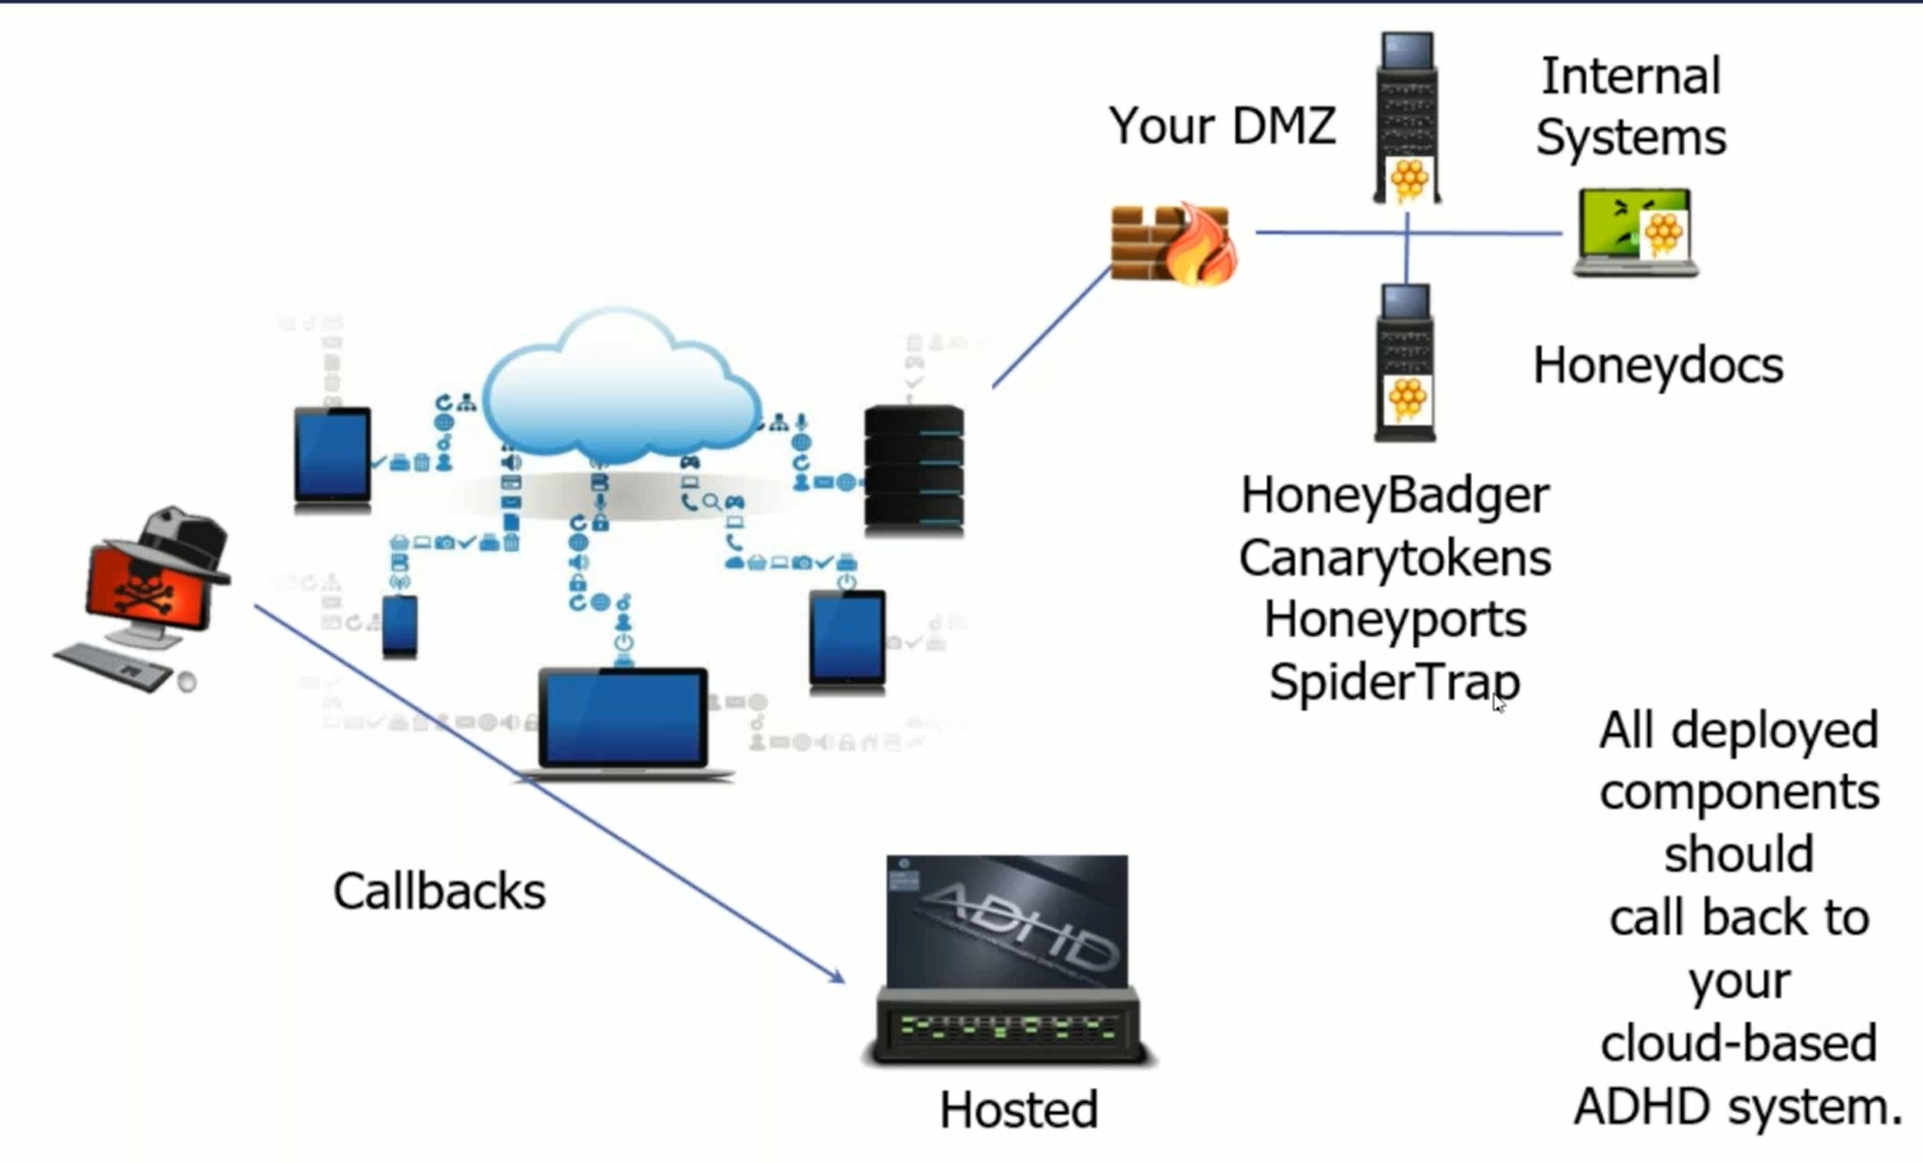 Your DMZ
Internal
Systems
Honeydocs
HoneyBadger
Canarytokens
Honeyports
SpiderTrap
All deployed
components
should
call back to
your
cloud-based
ADHD system.
Callbacks
ADHD
Hosted